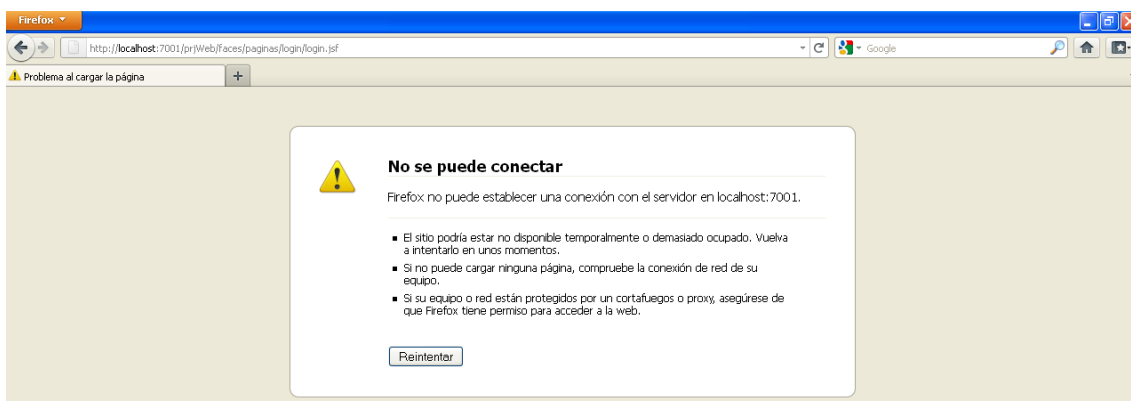 Firefox
http://localhost:7001/prjWeb/faces/paginas/login/login.jsf
Google
Problema al cargar la página
No se puede conectar
Firefox no puede establecer una conexión con el servidor en localhost:7001.
El sitio podría estar no disponible temporalmente o demasiado ocupado. Vuelva
a intentarlo en unos momentos.
Si no puede cargar ninguna página, compruebe la conexión de red de su
equipo.
Si su equipo o red están protegidos por un cortafuegos o proxy, asegúrese de
que Firefox tiene permiso para acceder a la web.
Reintentar